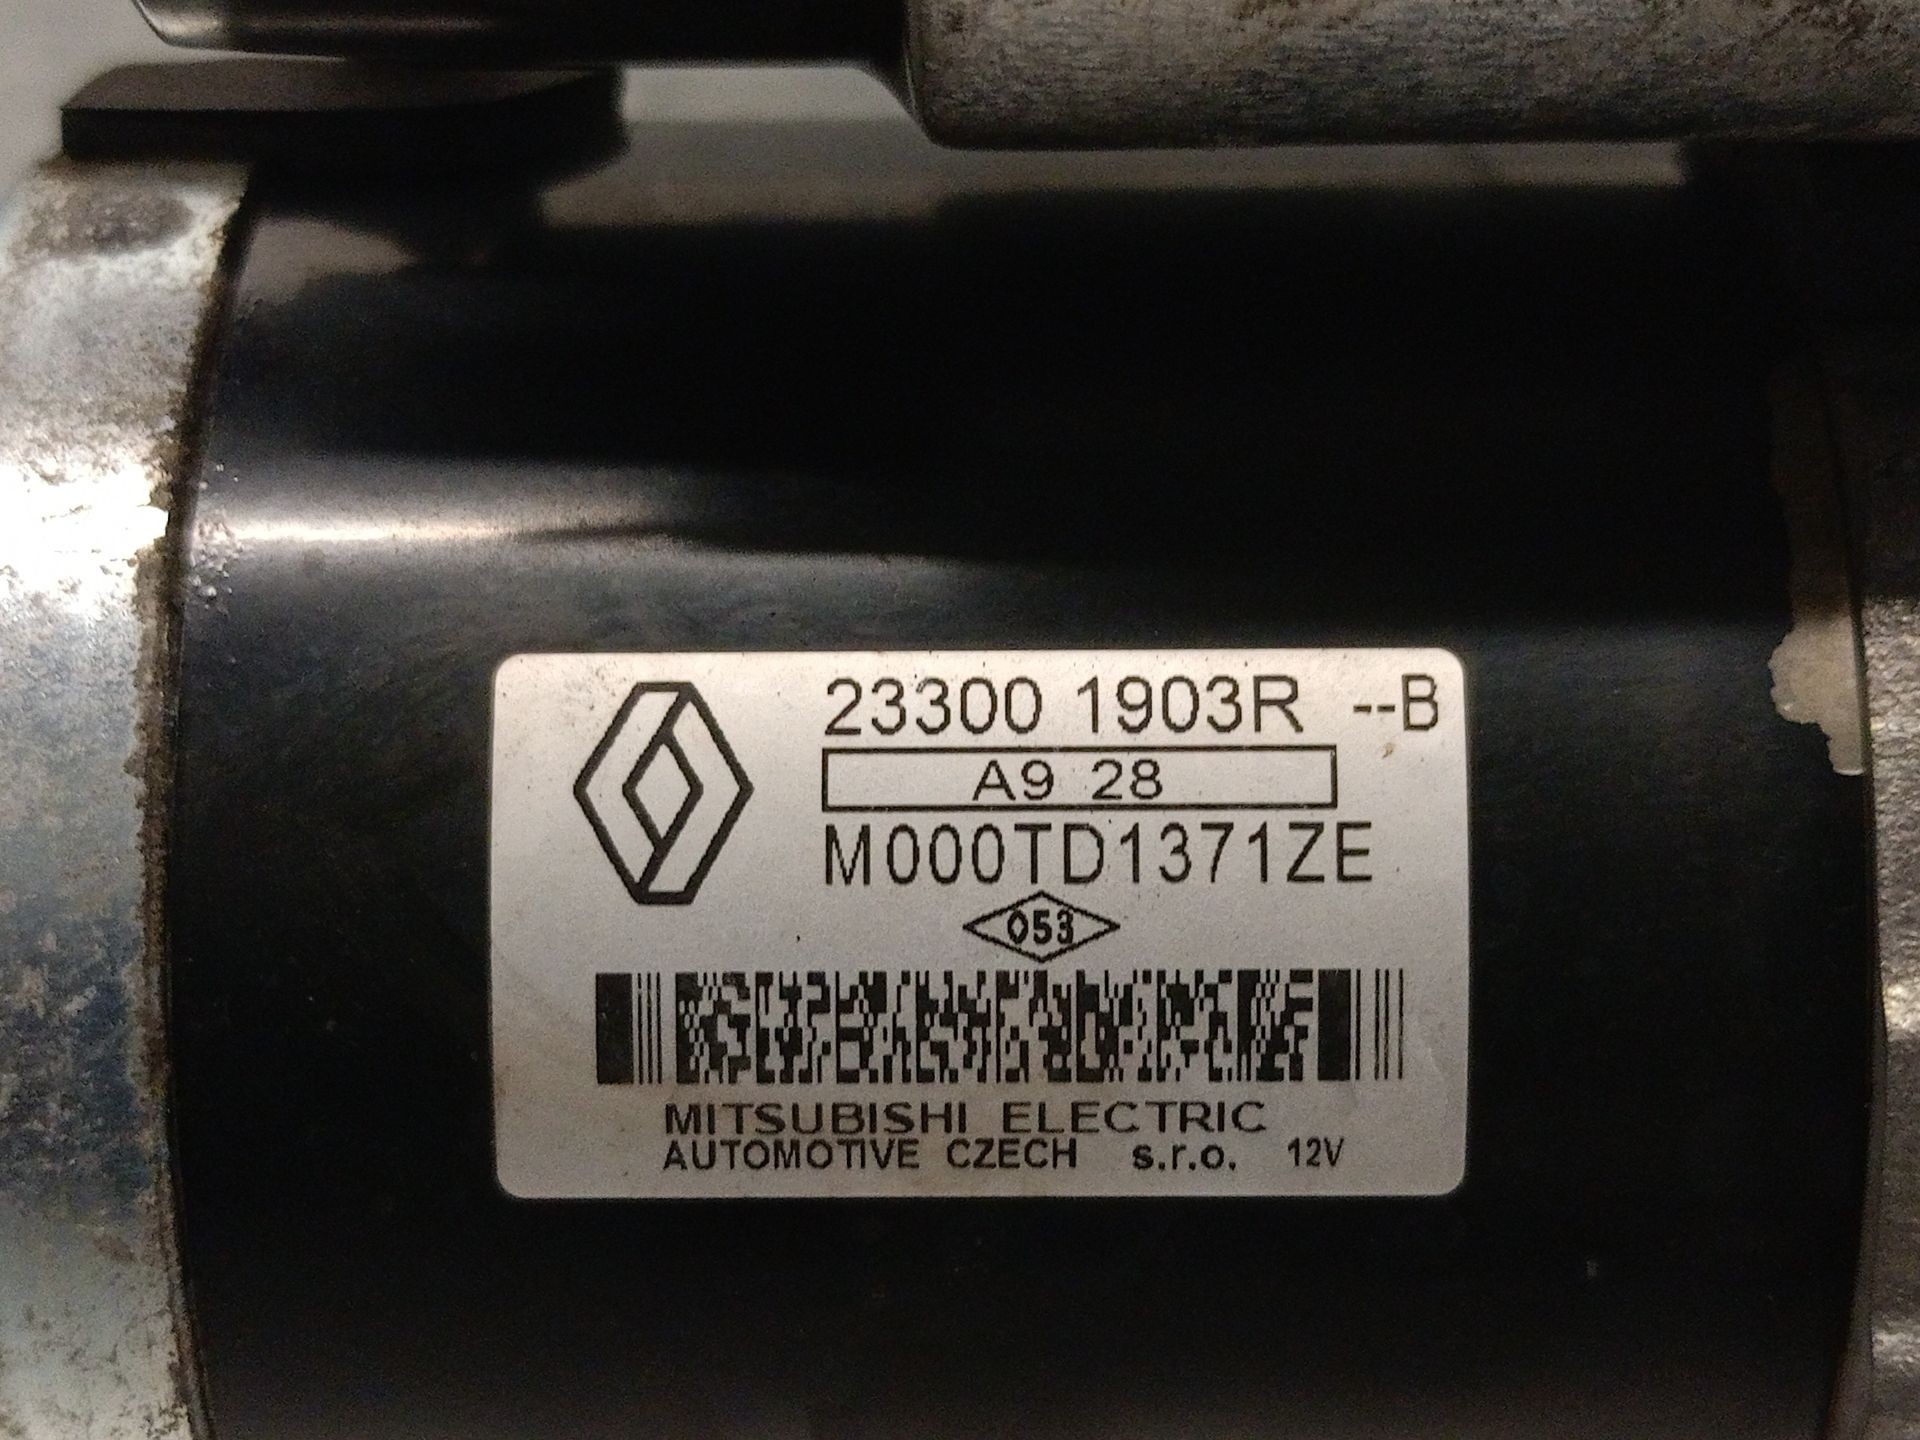 23300 1903R --B
A9 28
M000TD1371ZE
053
MITSUBISHI ELECTRIC
AUTOMOTIVE CZECH s.r.o. 12V